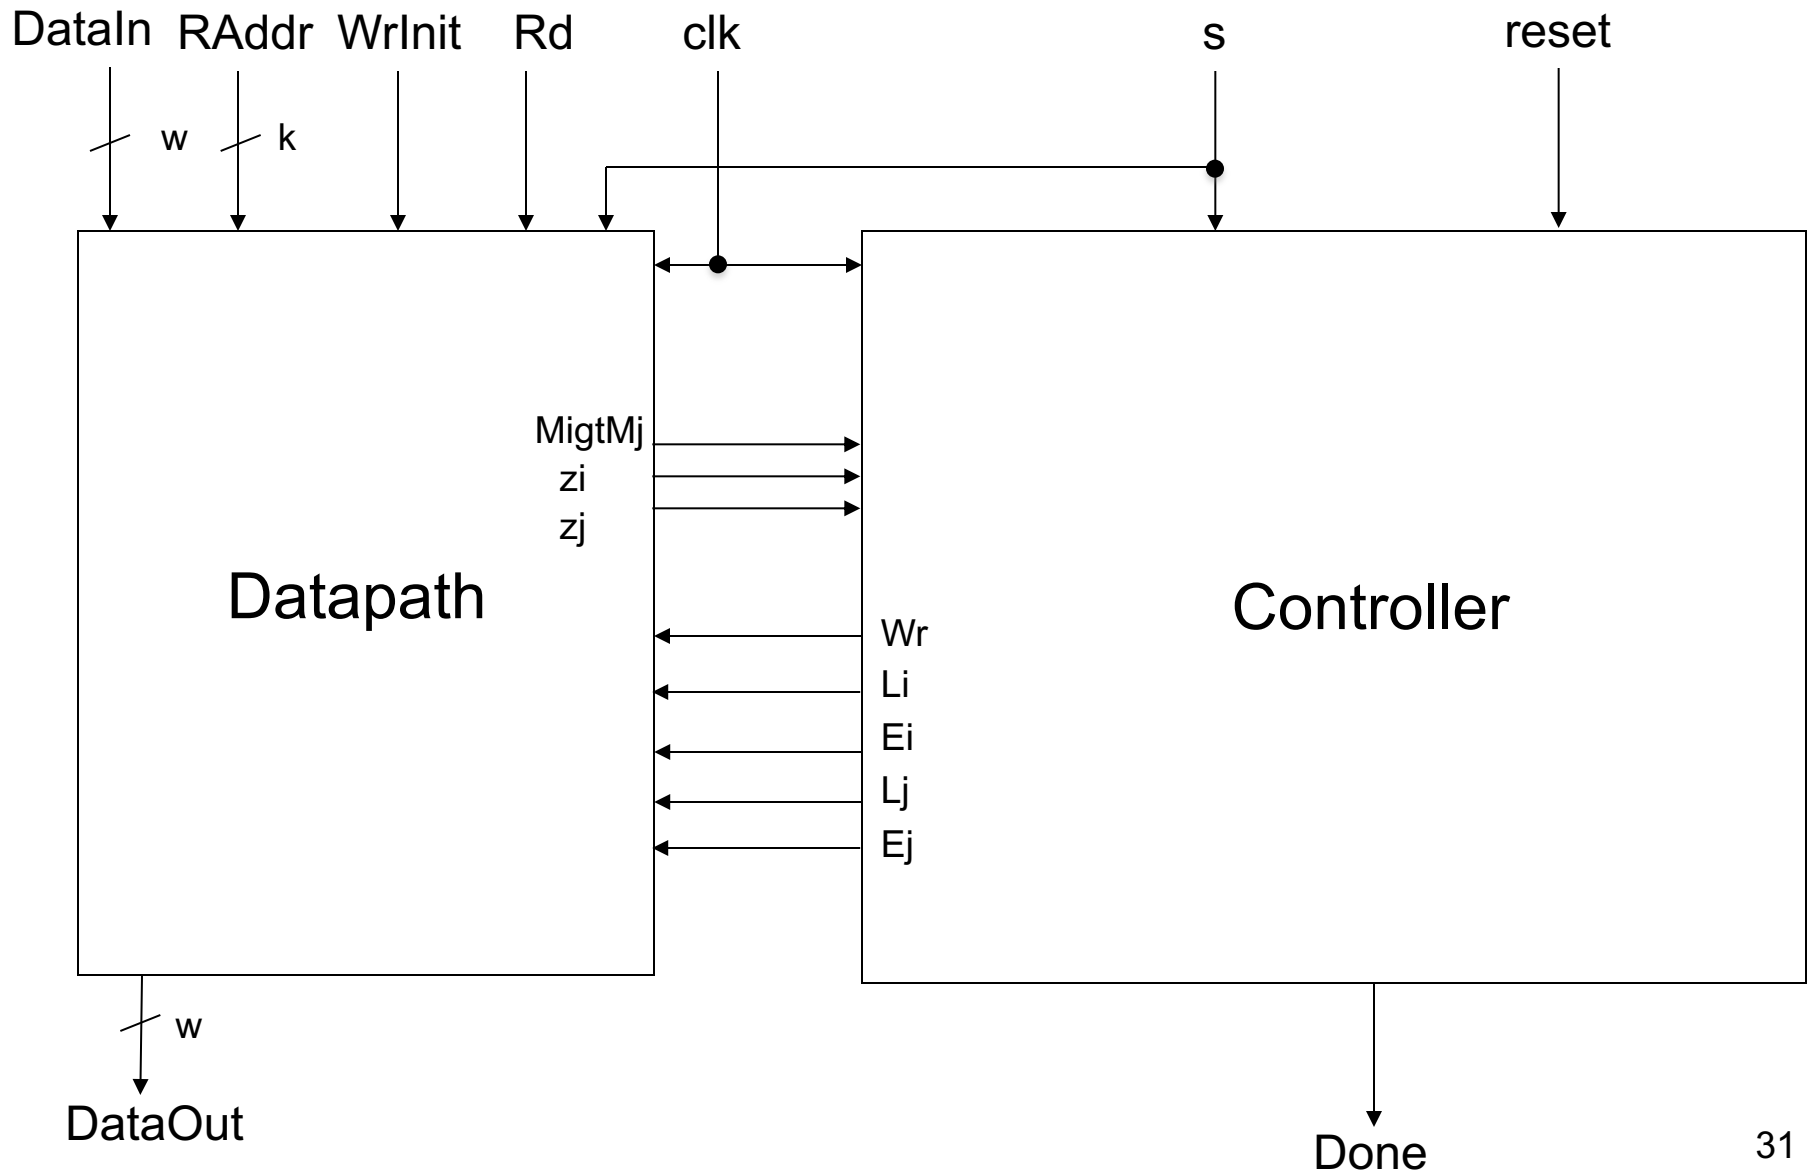 DataIn RAddr WrInit Rd clk s reset
w k
MigtMj
zi
zj
Datapath Controller
Wr
Li
Ei
Lj
Ej
w
DataOut
Done
31